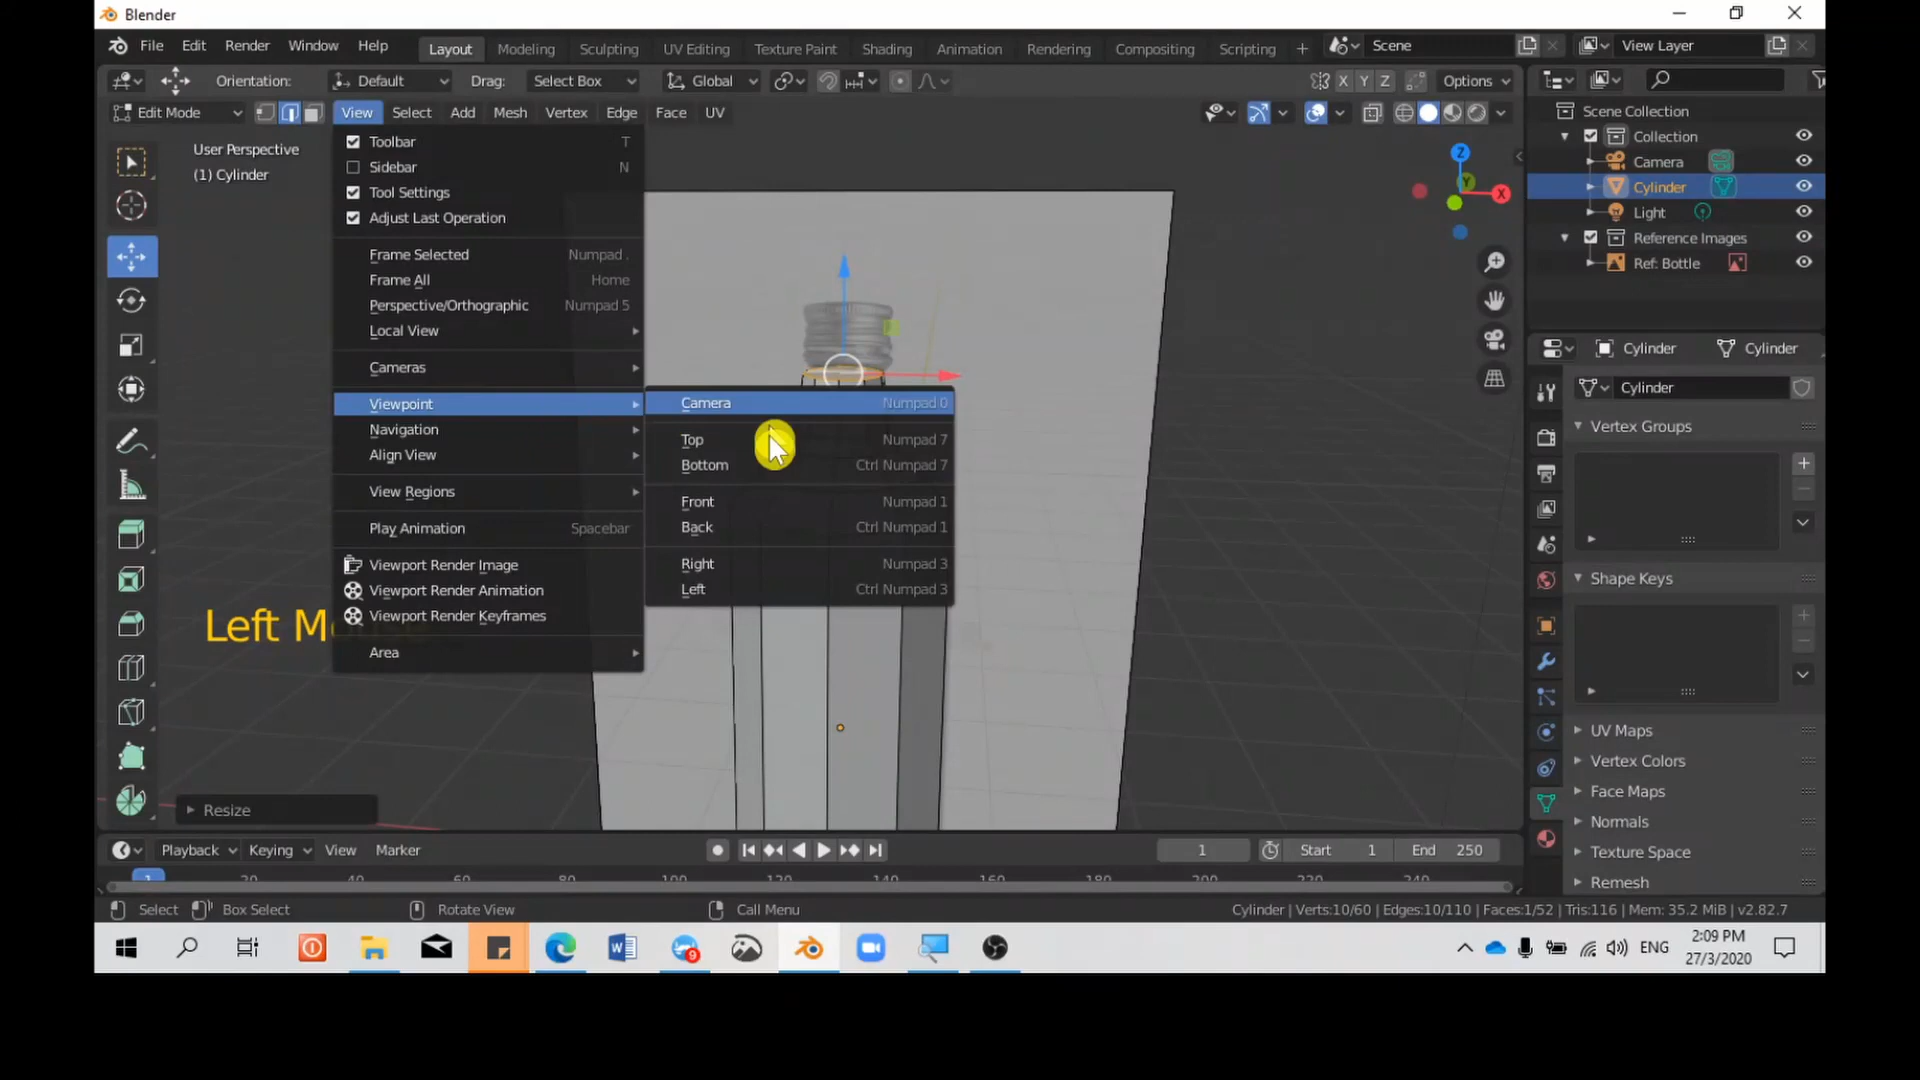 Blender
File Edit Render Window Help Layout Modeling Sculpting UV Editing Texture Paint Shading Animation Rendering Compositing Scripting + Scene View Layer
Orientation: Default Drag: Select Box Global X Y Z Options
Edit Mode View Select Add Mesh Vertex Edge Face UV
User Perspective
(1) Cylinder
Toolbar T
Sidebar N
Tool Settings
Adjust Last Operation
Frame Selected Numpad .
Frame All Home
Perspective/Orthographic Numpad 5
Local View
Cameras
Viewpoint
Navigation
Align View
View Regions
Play Animation Spacebar
Viewport Render Image
Viewport Render Animation
Viewport Render Keyframes
Area
Camera Numpad 0
Top Numpad 7
Bottom Ctrl Numpad 7
Front Numpad 1
Back Ctrl Numpad 1
Right Numpad 3
Left Ctrl Numpad 3
Left M
Z
Y
X
Resize
Scene Collection
Collection
Camera
Cylinder
Light
Reference Images
Ref: Bottle
Cylinder Cylinder
Cylinder
Vertex Groups
Shape Keys
UV Maps
Vertex Colors
Face Maps
Normals
Texture Space
Remesh
Playback Keying View Marker 1 Start 1 End 250
1 20 40 60 80 100 120 140 160 180 200 220 240
Select Box Select Rotate View Call Menu Cylinder | Verts:10/60 | Edges:10/110 | Faces:1/52 | Tris:116 | Mem: 35.2 MiB | v2.82.7
9 ENG 2:09 PM
27/3/2020